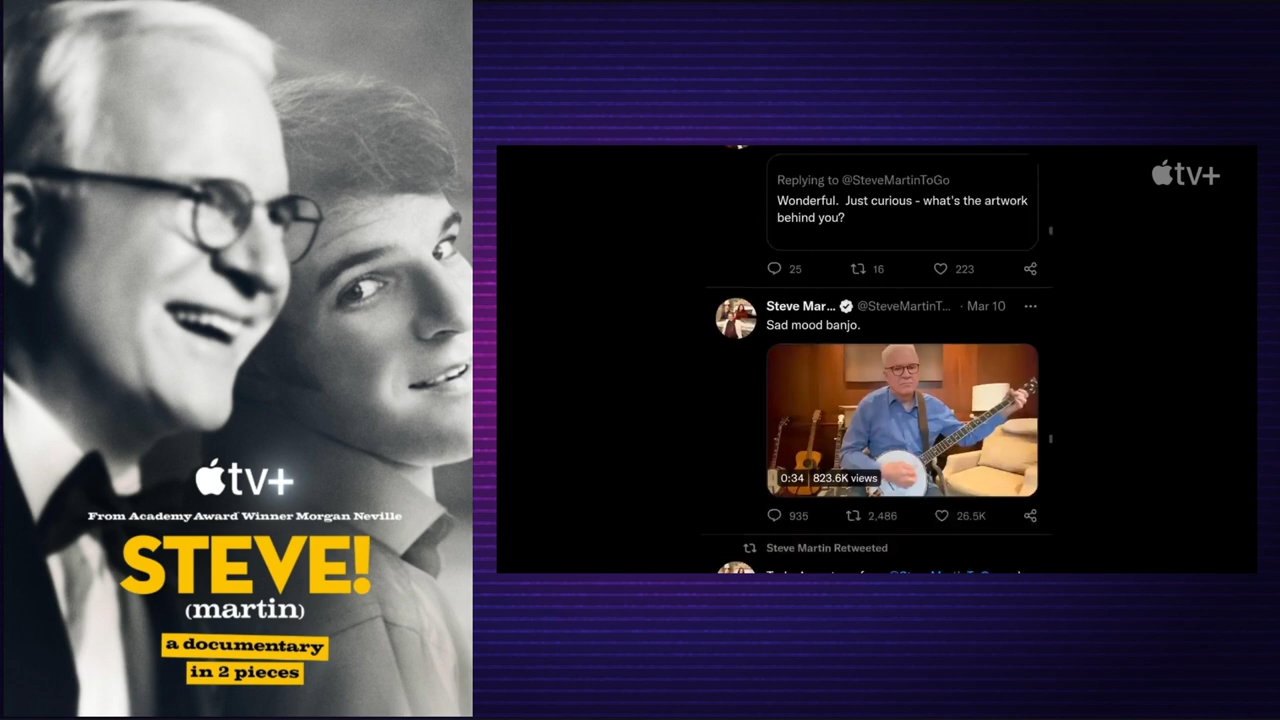 tv+
From Academy Award Winner Morgan Neville
STEVE!
(martin)
a documentary
in 2 pieces
tv+
Replying to @SteveMartinToGo
Wonderful. Just curious - what's the artwork
behind you?
25 16 223
Steve Mar... @SteveMartinT... · Mar 10 ...
Sad mood banjo.
0:34 823.6K views
935 2,486 26.5K
Steve Martin Retweeted